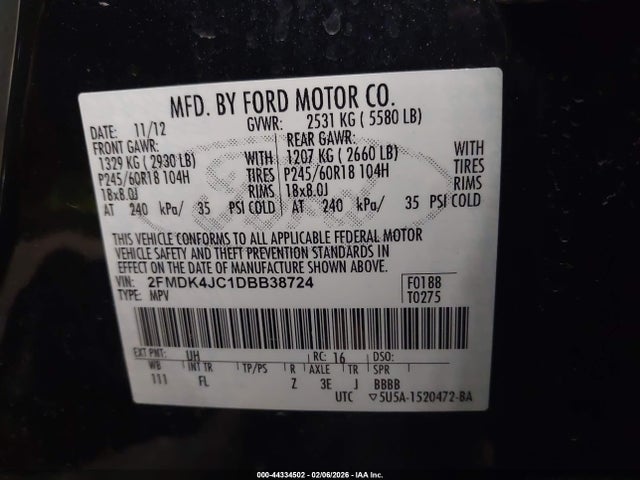 MFD. BY FORD MOTOR CO.
DATE: 11/12 GVWR: 2531 KG ( 5580 LB)
FRONT GAWR: REAR GAWR:
1329 KG ( 2930 LB) WITH 1207 KG ( 2660 LB) WITH
P245/60R18 104H TIRES P245/60R18 104H TIRES
18x8.0J RIMS 18x8.0J RIMS
AT 240 kPa/ 35 PSI COLD AT 240 kPa/ 35 PSI COLD
THIS VEHICLE CONFORMS TO ALL APPLICABLE FEDERAL MOTOR
VEHICLE SAFETY AND THEFT PREVENTION STANDARDS IN
EFFECT ON THE DATE OF MANUFACTURE SHOWN ABOVE.
VIN: 2FMDK4JC1DBB38724 F0188
TYPE: MPV T0275
EXT PNT: UH RC: 16 DSO:
WB INT TR TP/PS R AXLE TR SPR
111 FL Z 3E J BBBB
UTC ▽5U5A-1520472-BA
000-44334502 - 02/06/2026 - IAA Inc.